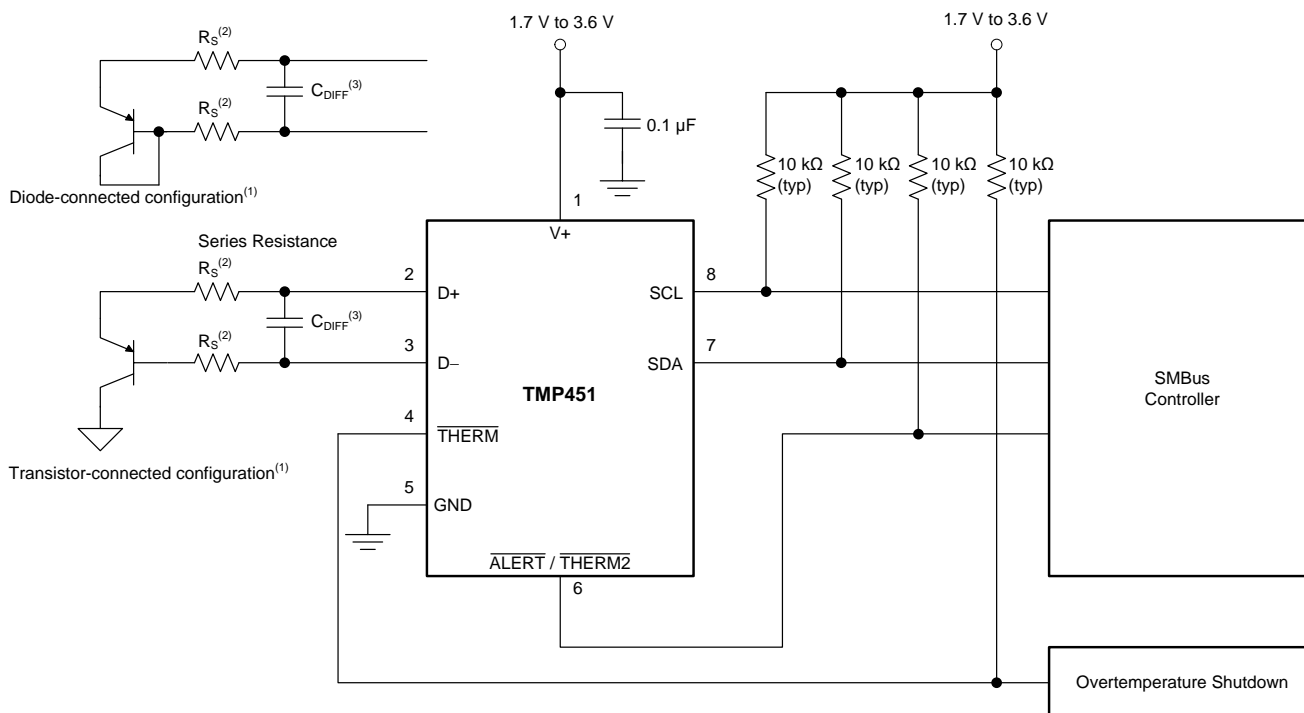 1.7 V to 3.6 V
1.7 V to 3.6 V
RS(2)
CDIFF(3)
RS(2)
0.1 µF
10 kΩ
(typ)
10 kΩ
(typ)
10 kΩ
(typ)
10 kΩ
(typ)
Diode-connected configuration(1)
1
V+
Series Resistance
RS(2)
2
D+
SCL
8
CDIFF(3)
RS(2)
3
D−
SDA
7
TMP451
SMBus
Controller
4
THERM
Transistor-connected configuration(1)
5
GND
ALERT / THERM2
6
Overtemperature Shutdown